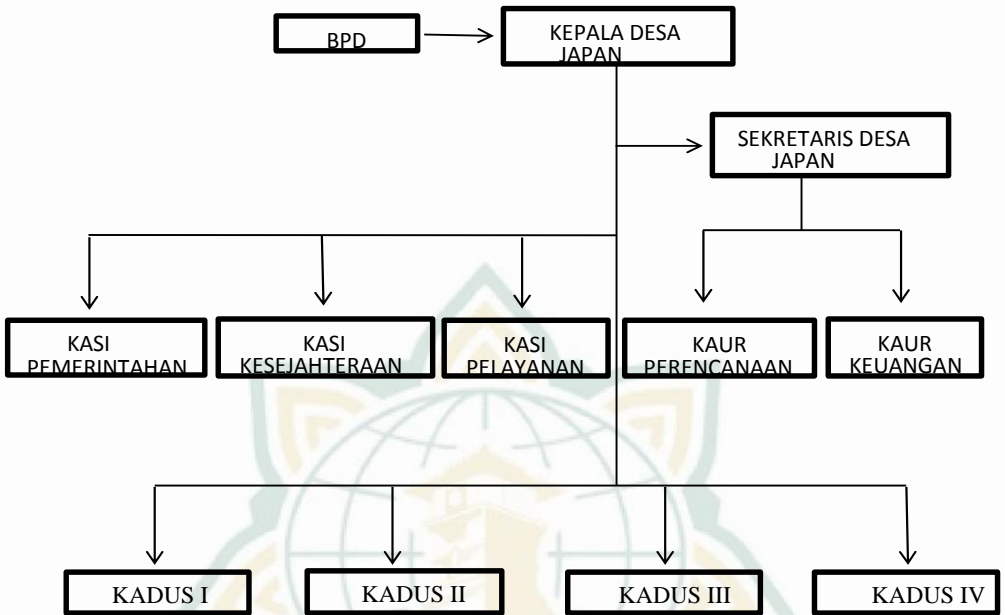 BPD
KEPALA DESA
JAPAN
SEKRETARIS DESA
JAPAN
KASI
PEMERINTAHAN
KASI
KESEJAHTERAAN
KASI
PELAYANAN
KAUR
PERENCANAAN
KAUR
KEUANGAN
KADUS I
KADUS II
KADUS III
KADUS IV